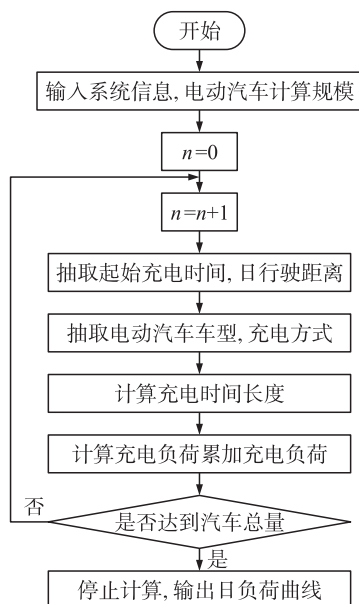 开始
输入系统信息, 电动汽车计算规模
n=0
n=n+1
抽取起始充电时间, 日行驶距离
抽取电动汽车车型, 充电方式
计算充电时间长度
计算充电负荷累加充电负荷
否
是否达到汽车总量
是
停止计算, 输出日负荷曲线